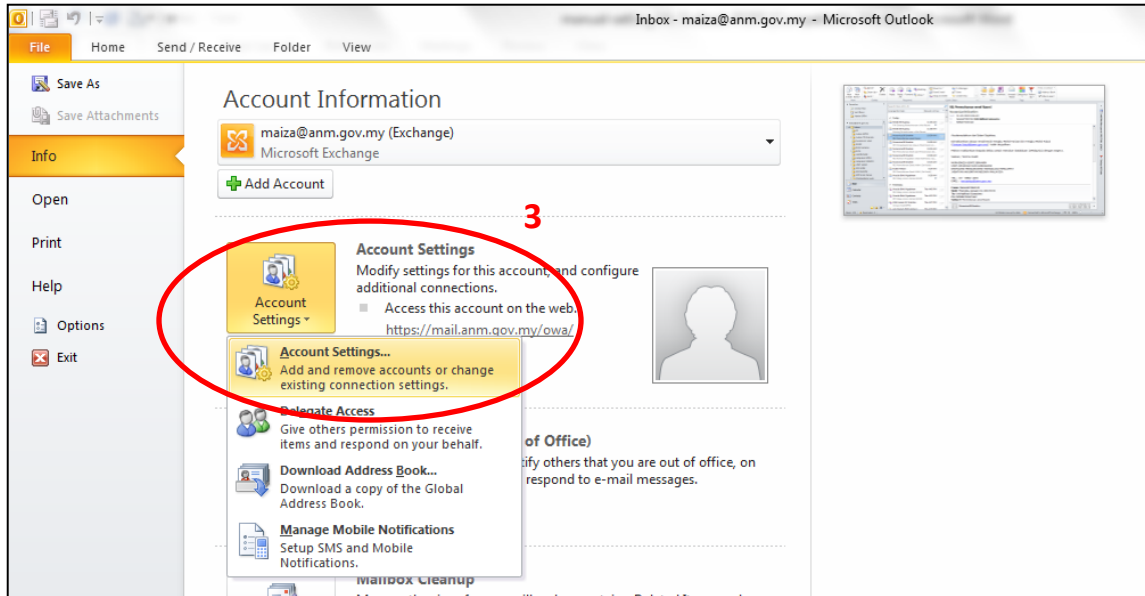 Inbox - maiza@anm.gov.my - Microsoft Outlook
File Home Send / Receive Folder View
Save As
Save Attachments
Info
Open
Print
Help
Options
Exit
Account Information
maiza@anm.gov.my (Exchange)
Microsoft Exchange
Add Account
3
Account Settings
Account Settings
Modify settings for this account, and configure
additional connections.
Access this account on the web.
https://mail.anm.gov.my/owa/
Account Settings...
Add and remove accounts or change
existing connection settings.
Delegate Access
Give others permission to receive
items and respond on your behalf.
of Office)
tify others that you are out of office, on
respond to e-mail messages.
Download Address Book...
Download a copy of the Global
Address Book.
Manage Mobile Notifications
Setup SMS and Mobile
Notifications.
Mailbox Cleanup